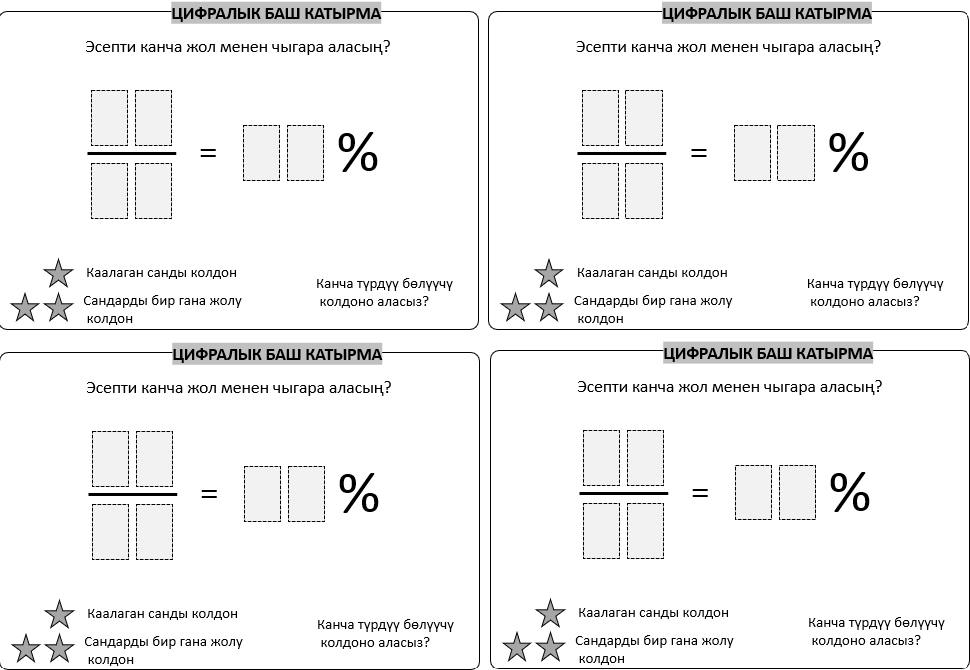 ЦИФРАЛЫК БАШ КАТЫРМА
Эсепти канча жол менен чыгара аласың?
= %
Каалаган санды колдон
Сандарды бир гана жолу
колдон
Канча түрдүү бөлүүчү
колдоно аласыз?
ЦИФРАЛЫК БАШ КАТЫРМА
Эсепти канча жол менен чыгара аласың?
= %
Каалаган санды колдон
Сандарды бир гана жолу
колдон
Канча түрдүү бөлүүчү
колдоно аласыз?
ЦИФРАЛЫК БАШ КАТЫРМА
Эсепти канча жол менен чыгара аласың?
= %
Каалаган санды колдон
Сандарды бир гана жолу
колдон
Канча түрдүү бөлүүчү
колдоно аласыз?
ЦИФРАЛЫК БАШ КАТЫРМА
Эсепти канча жол менен чыгара аласың?
= %
Каалаган санды колдон
Сандарды бир гана жолу
колдон
Канча түрдүү бөлүүчү
колдоно аласыз?